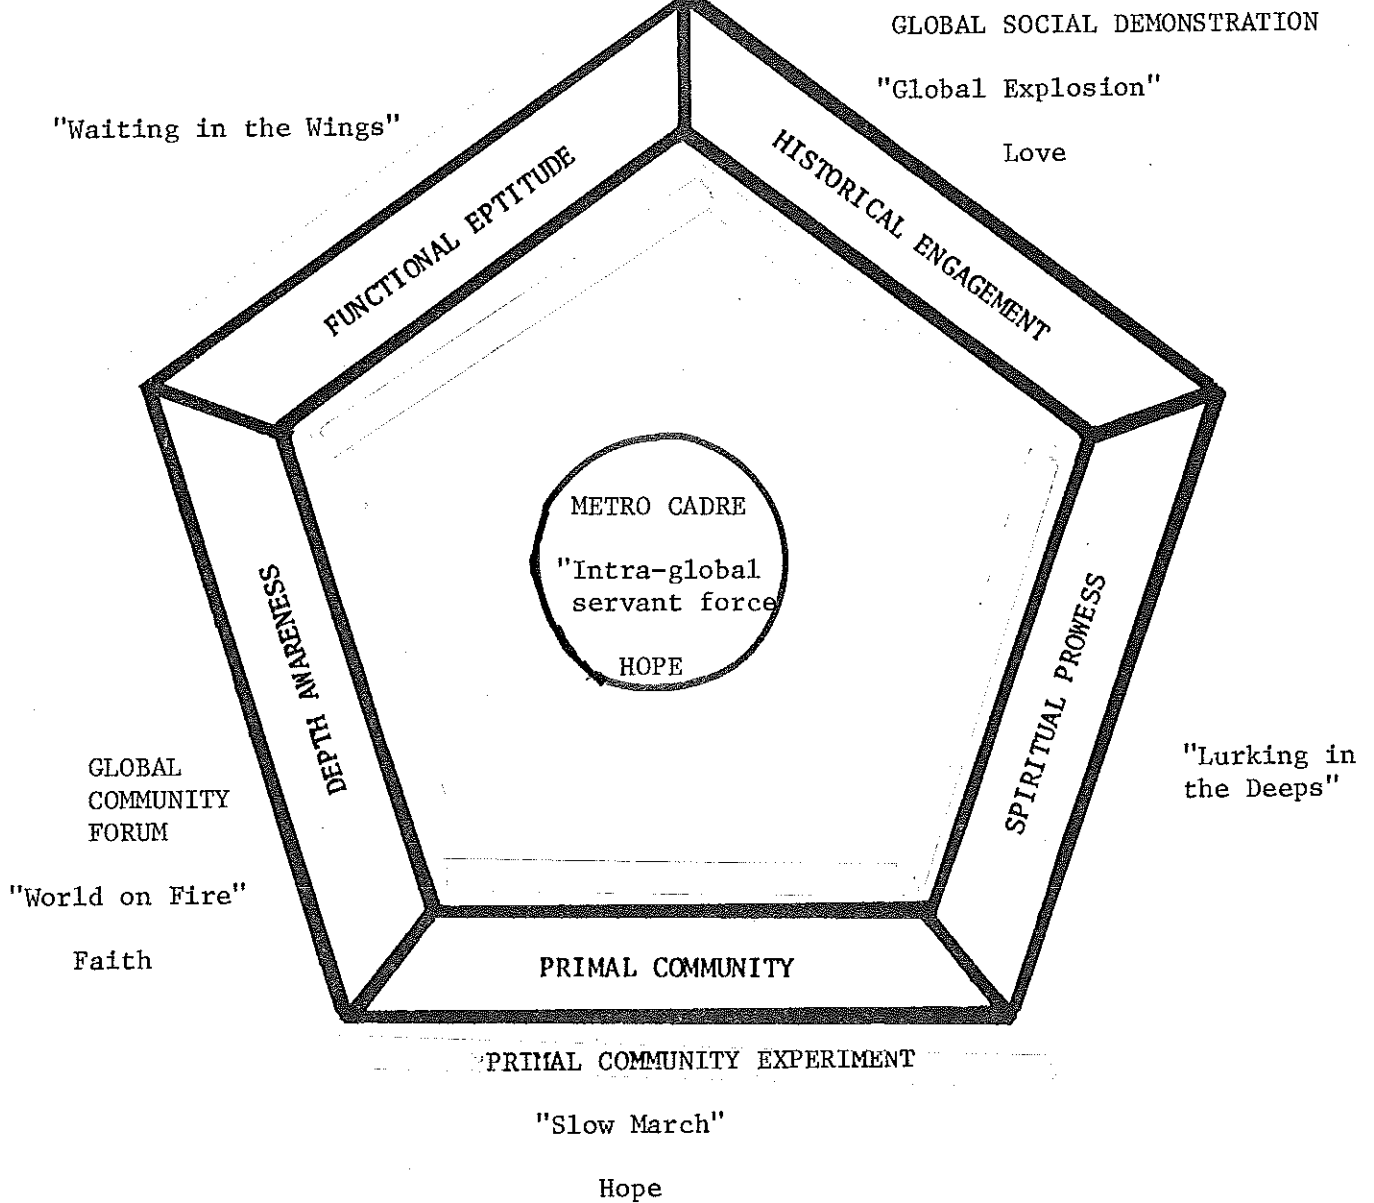 GLOBAL SOCIAL DEMONSTRATION
"Global Explosion"
Love
"Waiting in the Wings"
FUNCTIONAL EPTITUDE
HISTORICAL ENGAGEMENT
METRO CADRE
"Intra-global
servant force
HOPE
DEPTH AWARENESS
SPIRITUAL PROWESS
GLOBAL
COMMUNITY
FORUM
"World on Fire"
Faith
"Lurking in
the Deeps"
PRIMAL COMMUNITY
PRIMAL COMMUNITY EXPERIMENT
"Slow March"
Hope